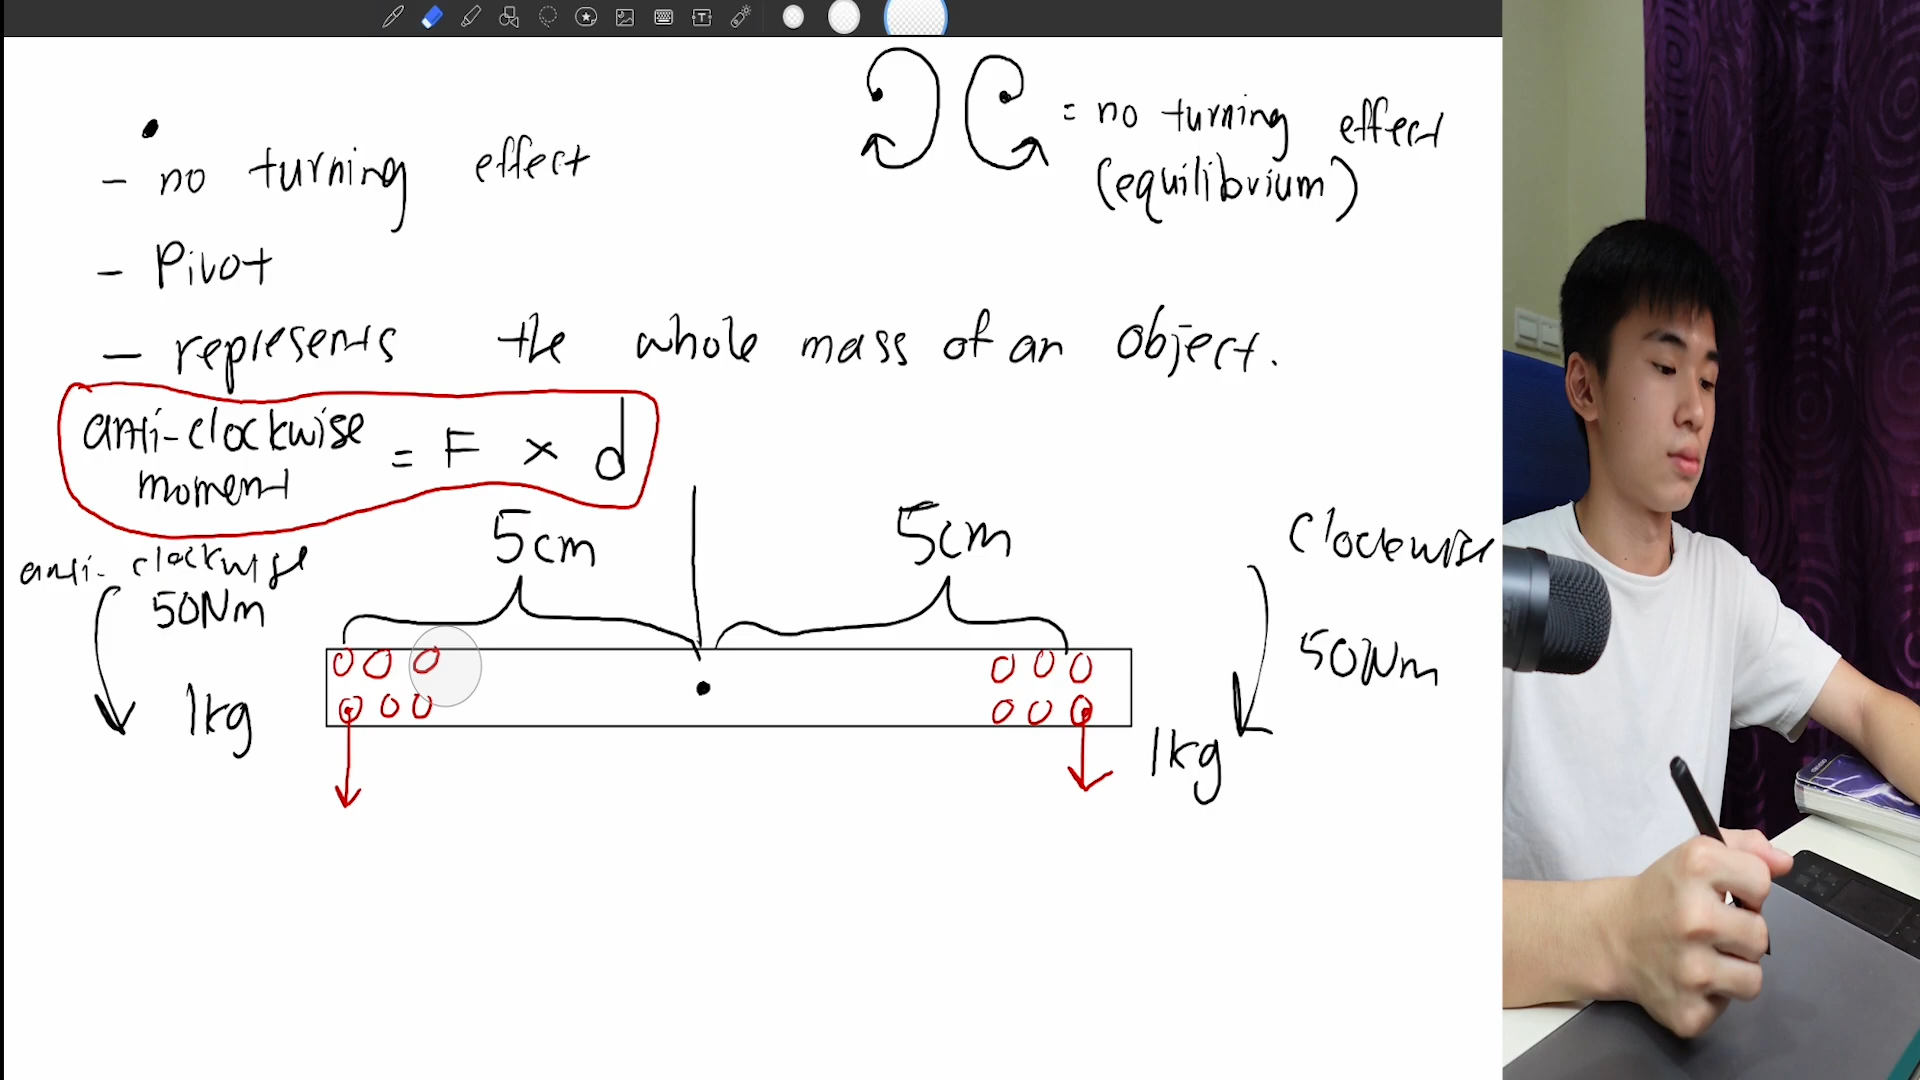 = no turning effect
(equilibrium)
- no turning effect
- Pivot
- represents the whole mass of an object.
anti-clockwise
moment = F × d
5cm 5cm
anti-clockwise
50Nm
clockwise
50Nm
1kg
1kg